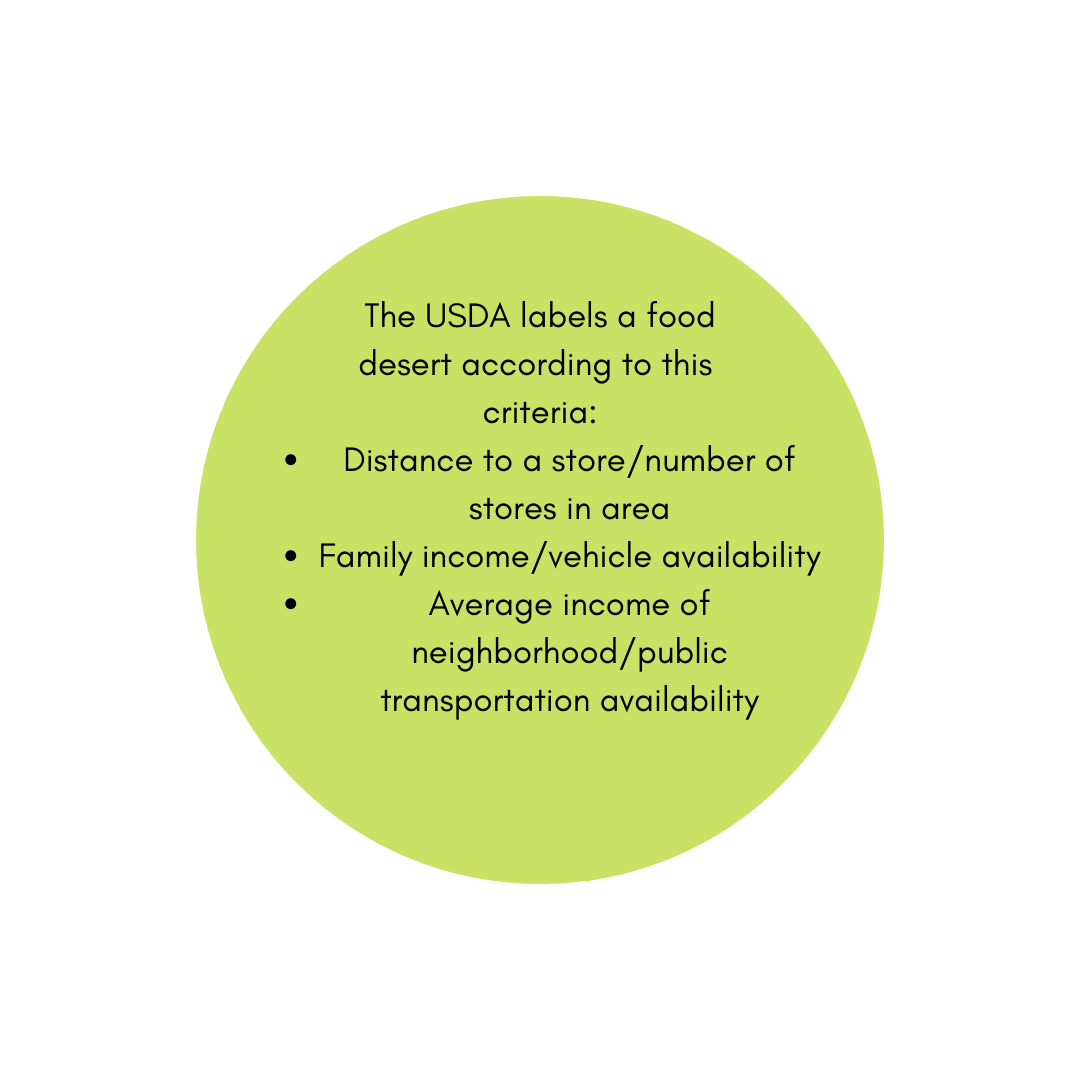 The USDA labels a food
desert according to this
criteria:
• Distance to a store/number of
stores in area
• Family income/vehicle availability
• Average income of
neighborhood/public
transportation availability